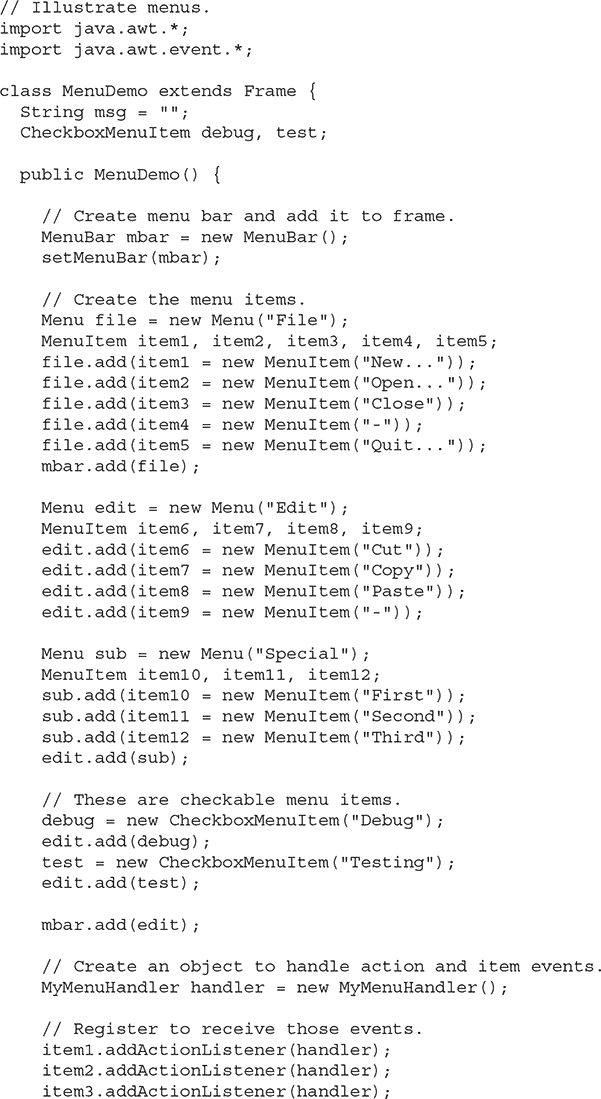 // Illustrate menus.
import java.awt.*;
import java.awt.event.*;

class MenuDemo extends Frame {
  String msg = "";
  CheckboxMenuItem debug, test;

  public MenuDemo() {

    // Create menu bar and add it to frame.
    MenuBar mbar = new MenuBar();
    setMenuBar(mbar);

    // Create the menu items.
    Menu file = new Menu("File");
    MenuItem item1, item2, item3, item4, item5;
    file.add(item1 = new MenuItem("New..."));
    file.add(item2 = new MenuItem("Open..."));
    file.add(item3 = new MenuItem("Close"));
    file.add(item4 = new MenuItem("-"));
    file.add(item5 = new MenuItem("Quit..."));
    mbar.add(file);

    Menu edit = new Menu("Edit");
    MenuItem item6, item7, item8, item9;
    edit.add(item6 = new MenuItem("Cut"));
    edit.add(item7 = new MenuItem("Copy"));
    edit.add(item8 = new MenuItem("Paste"));
    edit.add(item9 = new MenuItem("-"));

    Menu sub = new Menu("Special");
    MenuItem item10, item11, item12;
    sub.add(item10 = new MenuItem("First"));
    sub.add(item11 = new MenuItem("Second"));
    sub.add(item12 = new MenuItem("Third"));
    edit.add(sub);

    // These are checkable menu items.
    debug = new CheckboxMenuItem("Debug");
    edit.add(debug);
    test = new CheckboxMenuItem("Testing");
    edit.add(test);

    mbar.add(edit);

    // Create an object to handle action and item events.
    MyMenuHandler handler = new MyMenuHandler();

    // Register to receive those events.
    item1.addActionListener(handler);
    item2.addActionListener(handler);
    item3.addActionListener(handler);